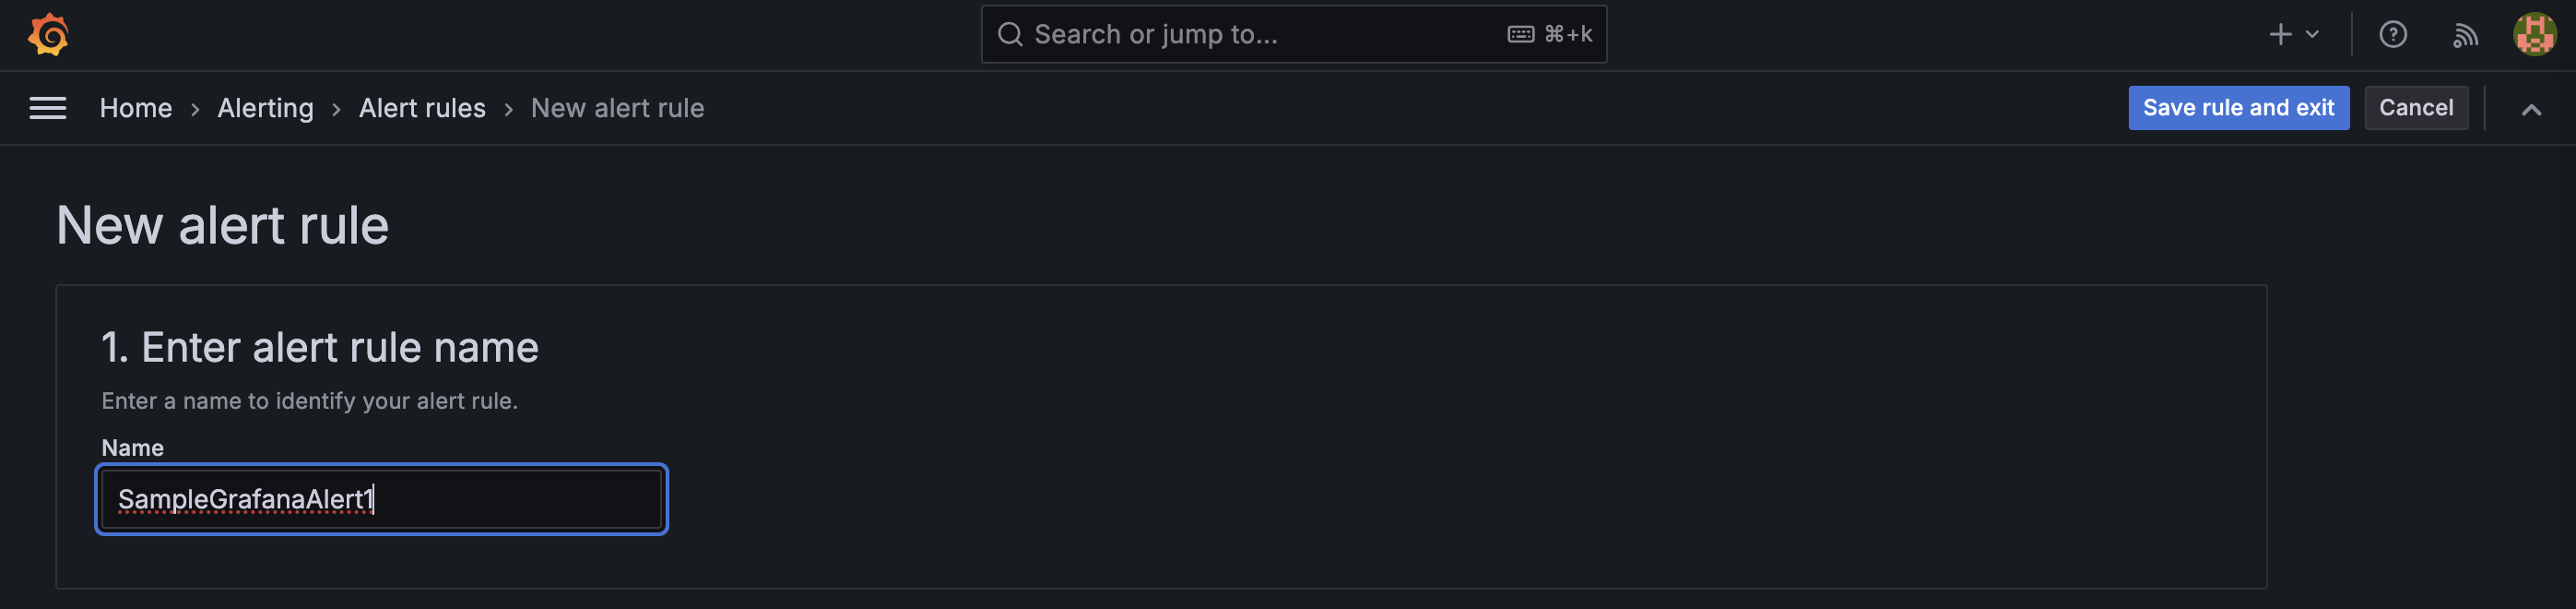 Search or jump to... ⌘+k
Home › Alerting › Alert rules › New alert rule Save rule and exit Cancel
New alert rule
1. Enter alert rule name
Enter a name to identify your alert rule.
Name
SampleGrafanaAlert1